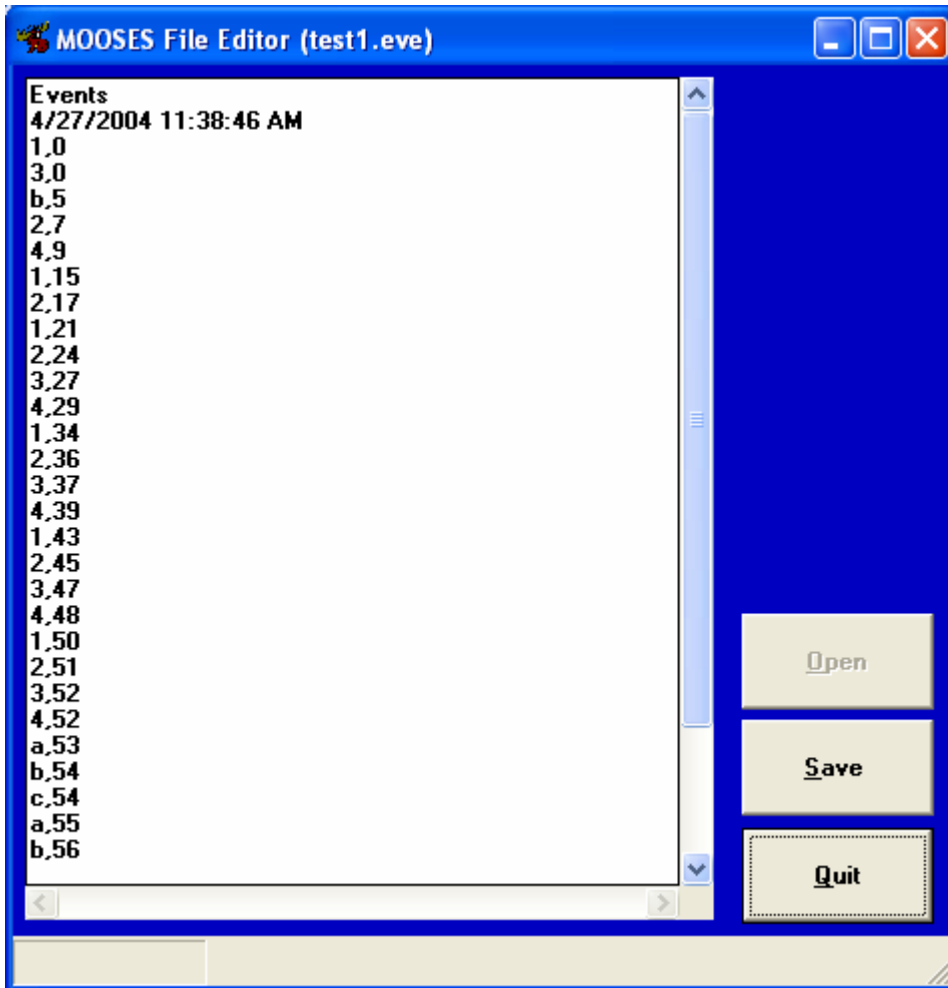 MOOSES File Editor (test1.eve)
Events
4/27/2004 11:38:46 AM
1,0
3,0
b,5
2,7
4,9
1,15
2,17
1,21
2,24
3,27
4,29
1,34
2,36
3,37
4,39
1,43
2,45
3,47
4,48
1,50
2,51
3,52
4,52
a,53
b,54
c,54
a,55
b,56
Open
Save
Quit